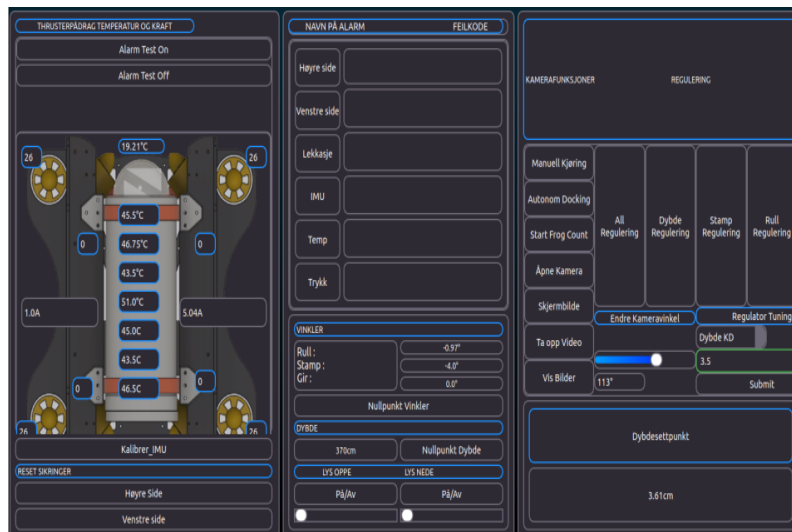 THRUSTERPÅDRAG TEMPERATUR OG KRAFT
Alarm Test On
Alarm Test Off
19.21°C
26
26
45.5°C
46.75°C
0
0
43.5°C
51.0°C
1.0A
5.04A
45.0C
43.5C
0
46.5C
0
26
26
Kalibrer_IMU
RESET SIKRINGER
Høyre Side
Venstre side
NAVN PÅ ALARM FEILKODE
Høyre side
Venstre side
Lekkasje
IMU
Temp
Trykk
VINKLER
Rull : -0.97°
Stamp : -4.0°
Gir : 0.0°
Nullpunkt Vinkler
DYBDE
370cm Nullpunkt Dybde
LYS OPPE LYS NEDE
På/Av På/Av
KAMERAFUNKSJONER REGULERING
Manuell Kjøring
Autonom Docking
Start Frog Count
Åpne Kamera
Skjermbilde
Ta opp Video
Vis Bilder
All Regulering
Dybde Regulering
Stamp Regulering
Rull Regulering
Endre Kameravinkel
113°
Regulator Tuning
Dybde KD
3.5
Submit
Dybdesettpunkt
3.61cm